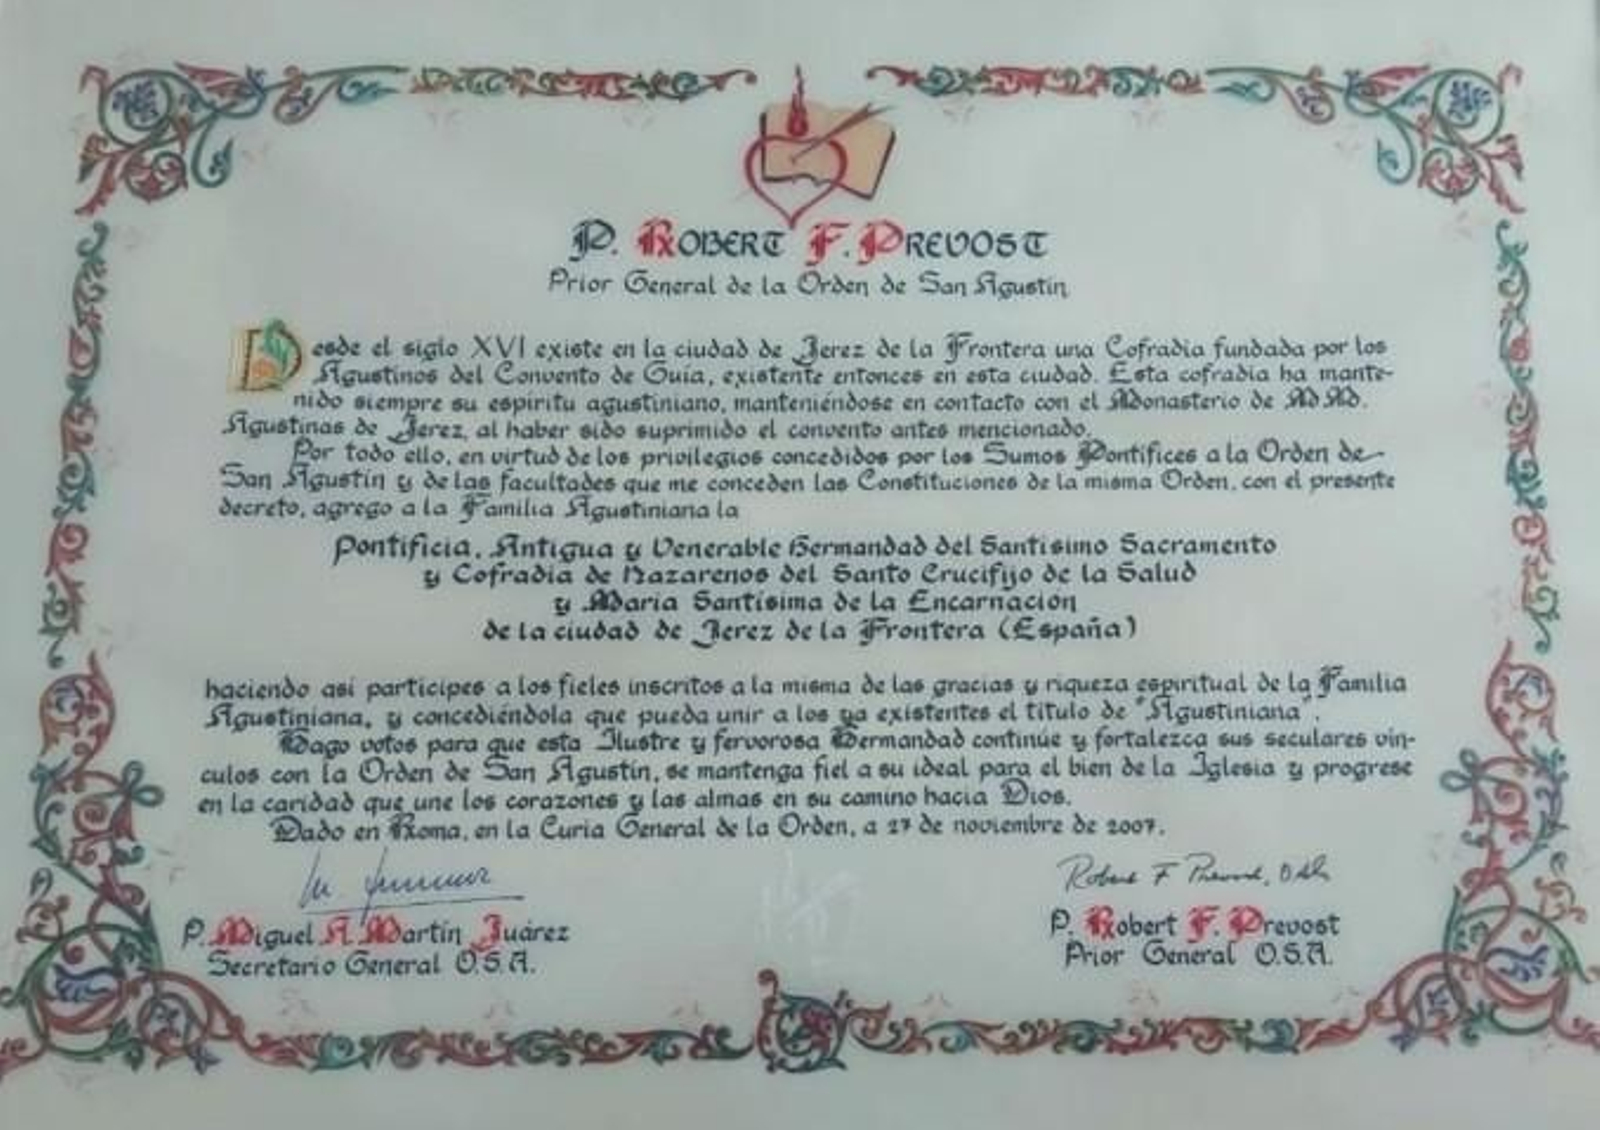 P. ROBERT F. PREVOST
Prior General de la Orden de San Agustín
Desde el siglo XVI existe en la ciudad de Jerez de la Frontera una Cofradía fundada por los
Agustinos del Convento de Guía, existente entonces en esta ciudad. Esta cofradía ha mante-
nido siempre su espíritu agustiniano, manteniéndose en contacto con el Monasterio de MM.
Agustinas de Jerez, al haber sido suprimido el convento antes mencionado.
Por todo ello, en virtud de los privilegios concedidos por los Sumos Pontífices a la Orden de
San Agustín y de las facultades que me conceden las Constituciones de la misma Orden, con el presente
decreto, agrego a la Familia Agustiniana la
Pontificia, Antigua y Venerable Hermandad del Santísimo Sacramento
y Cofradía de Nazarenos del Santo Crucifijo de la Salud
y María Santísima de la Encarnación
de la ciudad de Jerez de la Frontera (España)
haciendo así partícipes a los fieles inscritos a la misma de las gracias y riqueza espiritual de la Familia
Agustiniana, y concediéndola que pueda unir a los ya existentes el título de "Agustiniana".
Hago votos para que esta Ilustre y fervorosa Hermandad continúe y fortalezca sus seculares vín-
culos con la Orden de San Agustín, se mantenga fiel a su ideal para el bien de la Iglesia y progrese
en la caridad que une los corazones y las almas en su camino hacia Dios.
Dado en Roma, en la Curia General de la Orden, a 27 de noviembre de 2007.
Robert F Prevost, OSA
P. Miguel A. Martín Juárez
P. Robert F. Prevost
Secretario General O.S.A.
Prior General O.S.A.